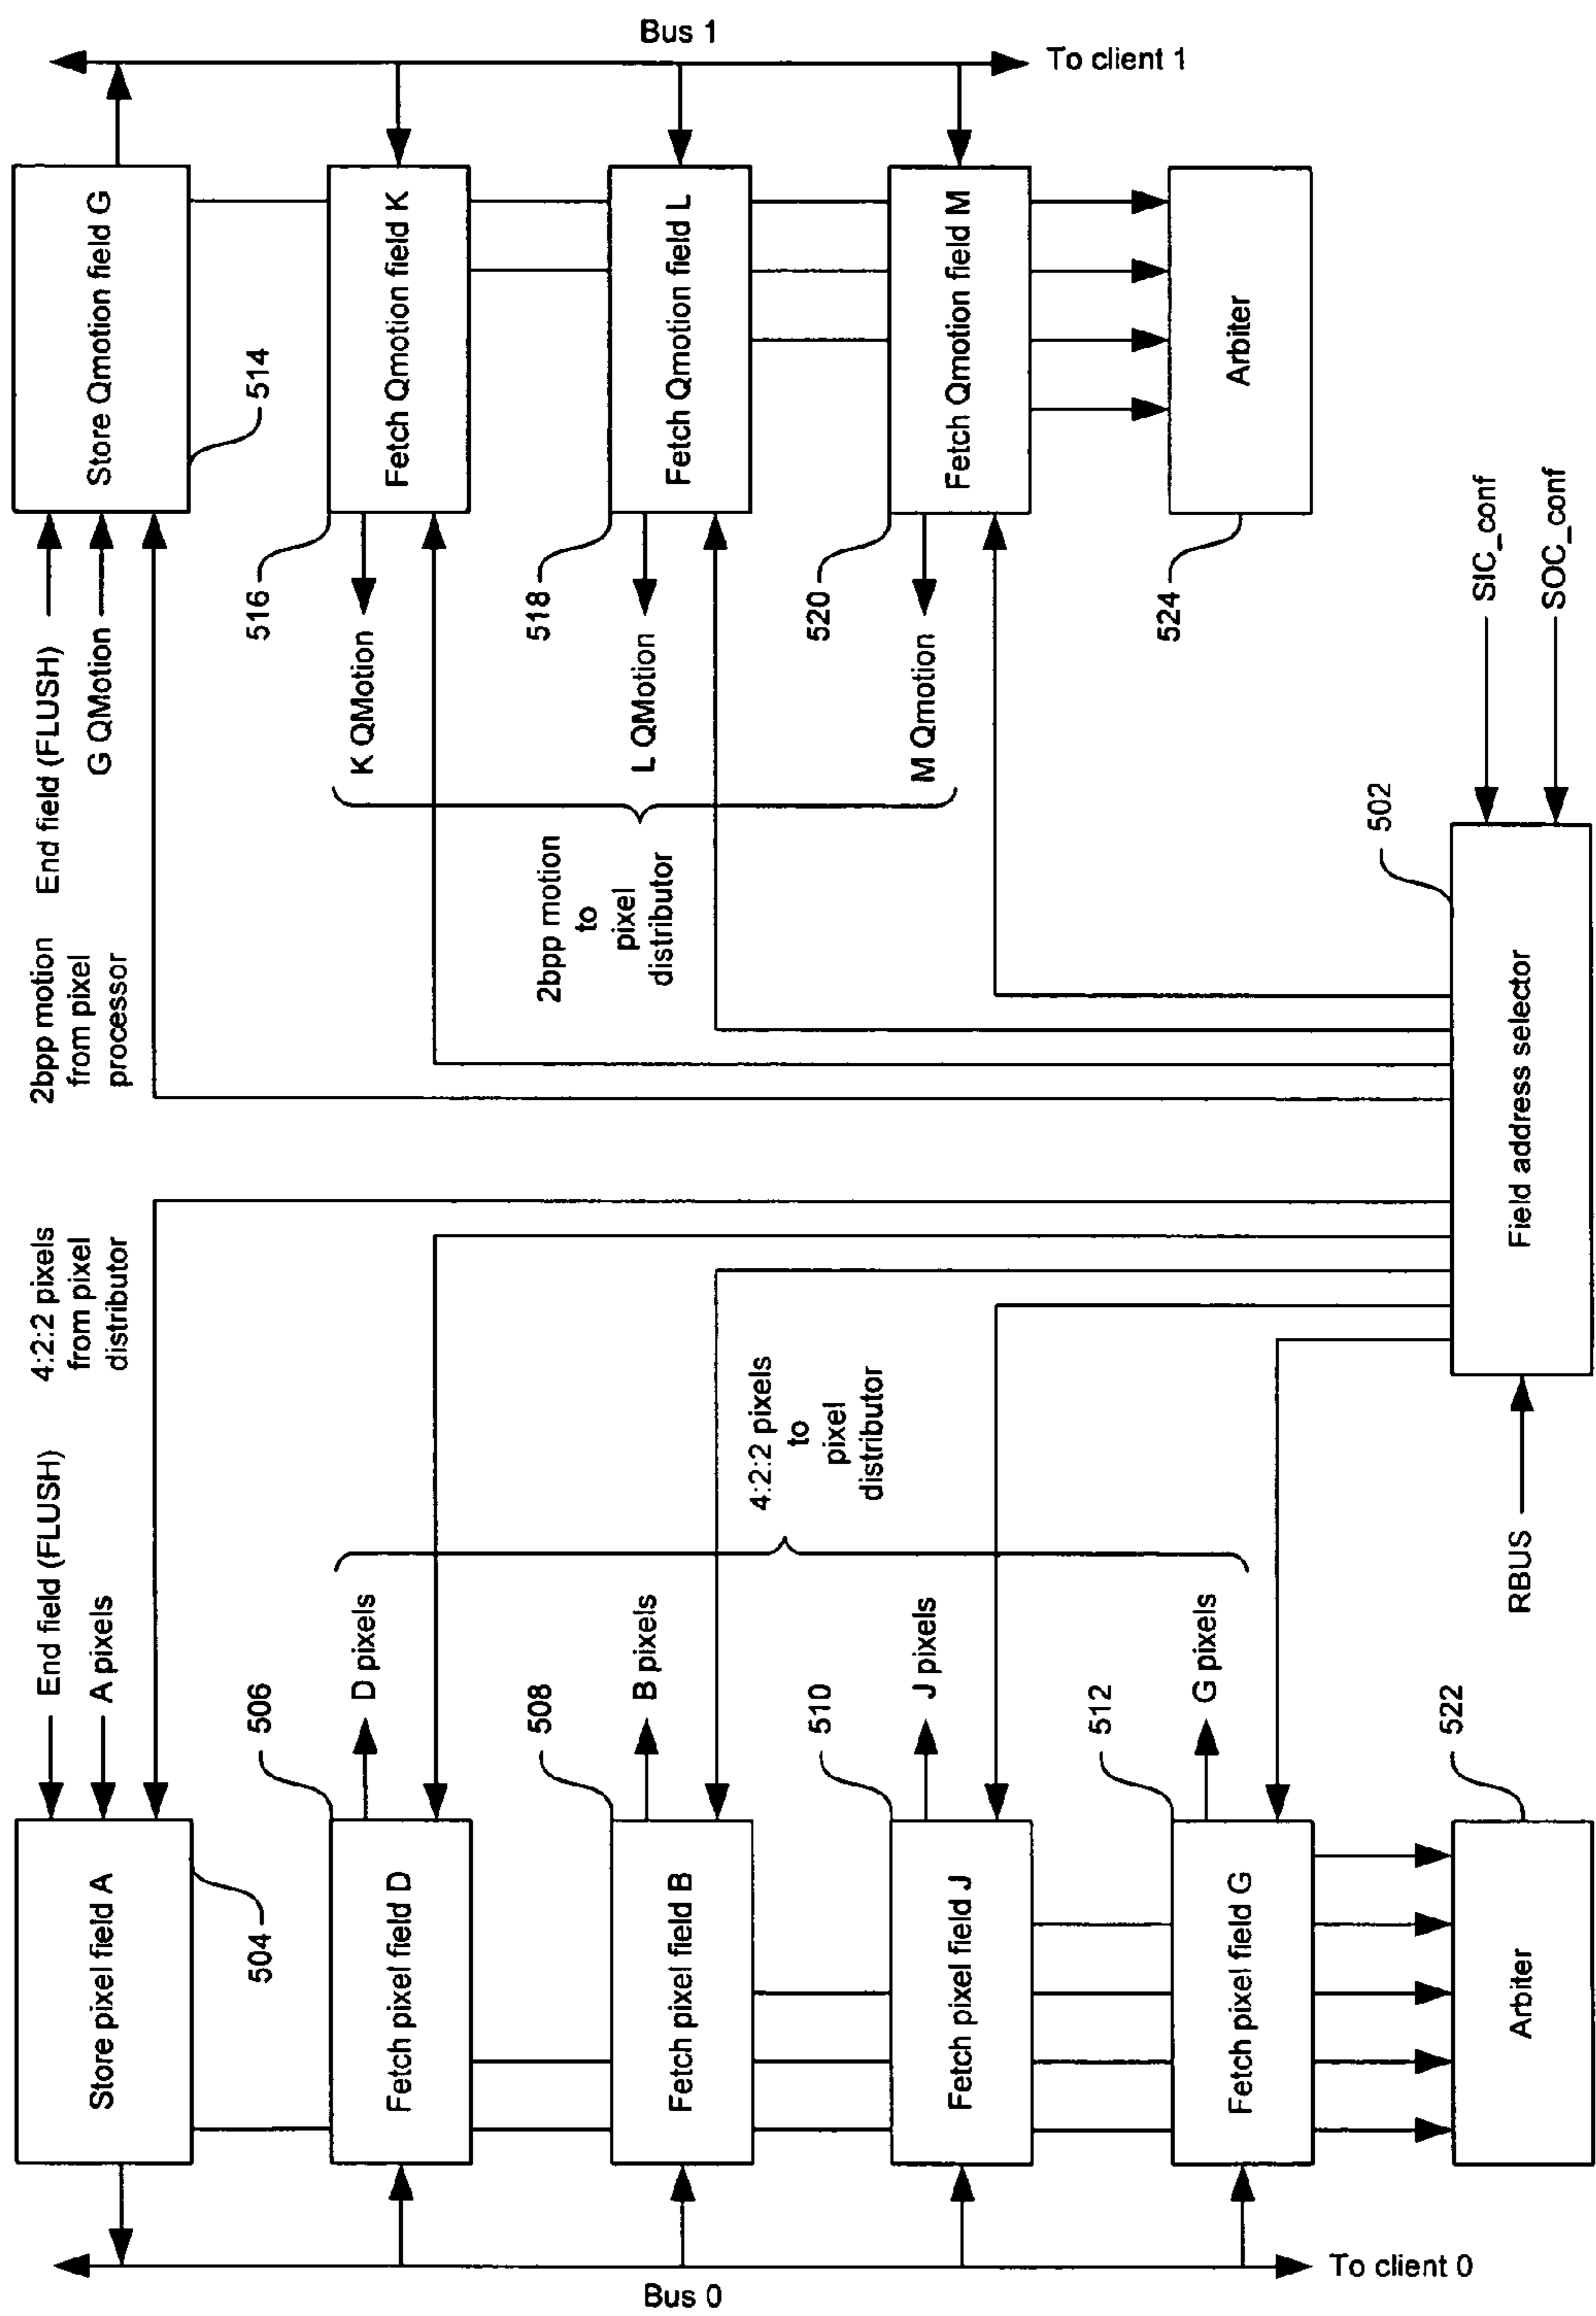 Bus 0
To client 0
Store pixel field A
504
End field (FLUSH)
A pixels
4:2:2 pixels
from pixel
distributor
Fetch pixel field D
506
D pixels
Fetch pixel field B
508
B pixels
Fetch pixel field J
510
J pixels
Fetch pixel field G
512
G pixels
4:2:2 pixels
to
pixel
distributor
Arbiter
522
2bpp motion
from pixel
processor
End field (FLUSH)
G QMotion
Store Qmotion field G
514
Bus 1
To client 1
516
K QMotion
Fetch Qmotion field K
518
L QMotion
Fetch Qmotion field L
520
M Qmotion
Fetch Qmotion field M
2bpp motion
to
pixel
distributor
524
Arbiter
RBUS
Field address selector
502
SIC_conf
SOC_conf